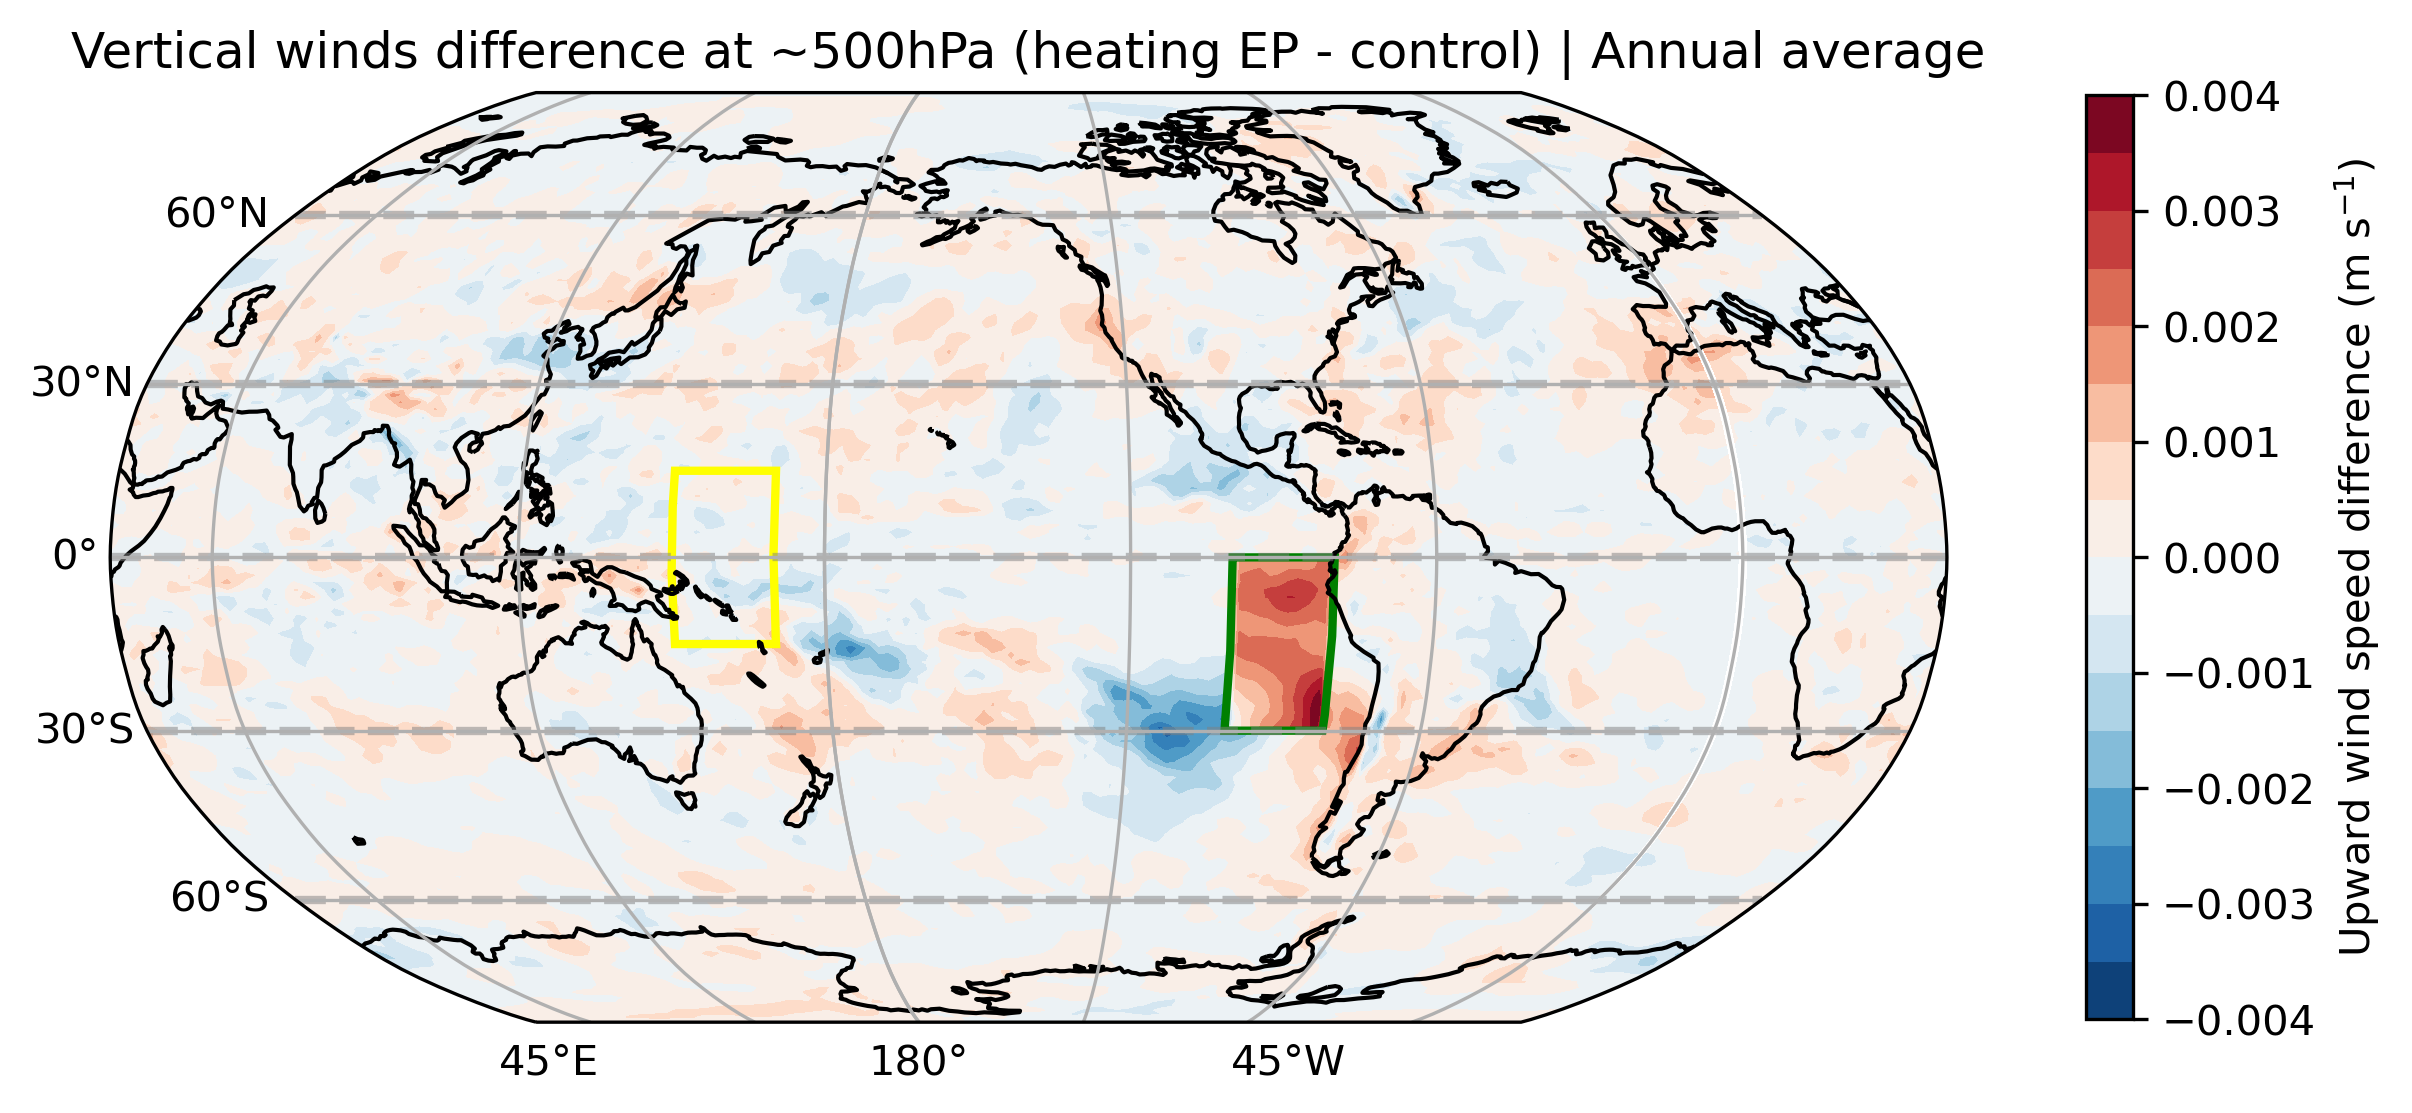 Vertical winds difference at ~500hPa (heating EP - control) | Annual average
60°N
30°N
0°
30°S
60°S
45°E
180°
45°W
0.004
0.003
0.002
0.001
0.000
−0.001
−0.002
−0.003
−0.004
Upward wind speed difference (m s⁻¹)